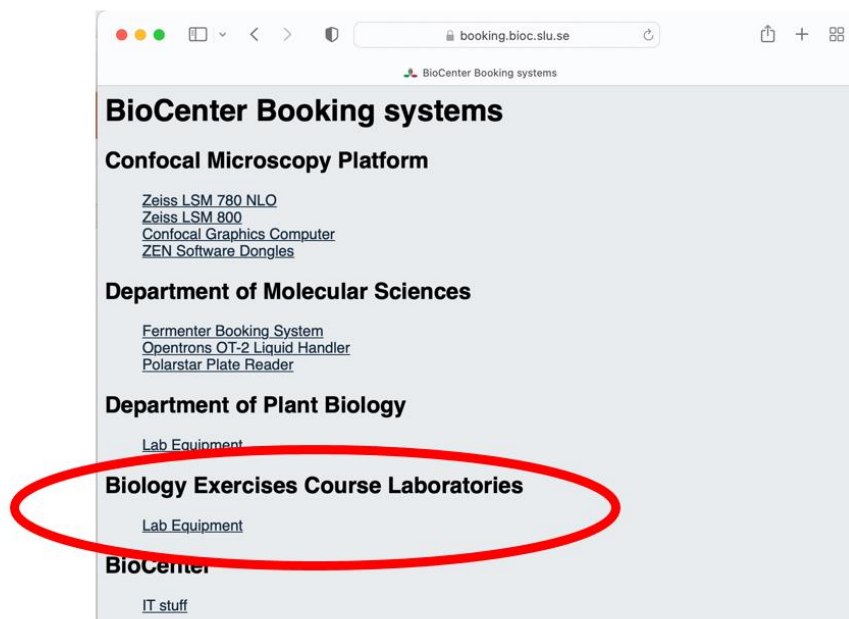 booking.bioc.slu.se
BioCenter Booking systems
BioCenter Booking systems
Confocal Microscopy Platform
Zeiss LSM 780 NLO
Zeiss LSM 800
Confocal Graphics Computer
ZEN Software Dongles
Department of Molecular Sciences
Fermenter Booking System
Opentrons OT-2 Liquid Handler
Polarstar Plate Reader
Department of Plant Biology
Lab Equipment
Biology Exercises Course Laboratories
Lab Equipment
BioCenter
IT stuff